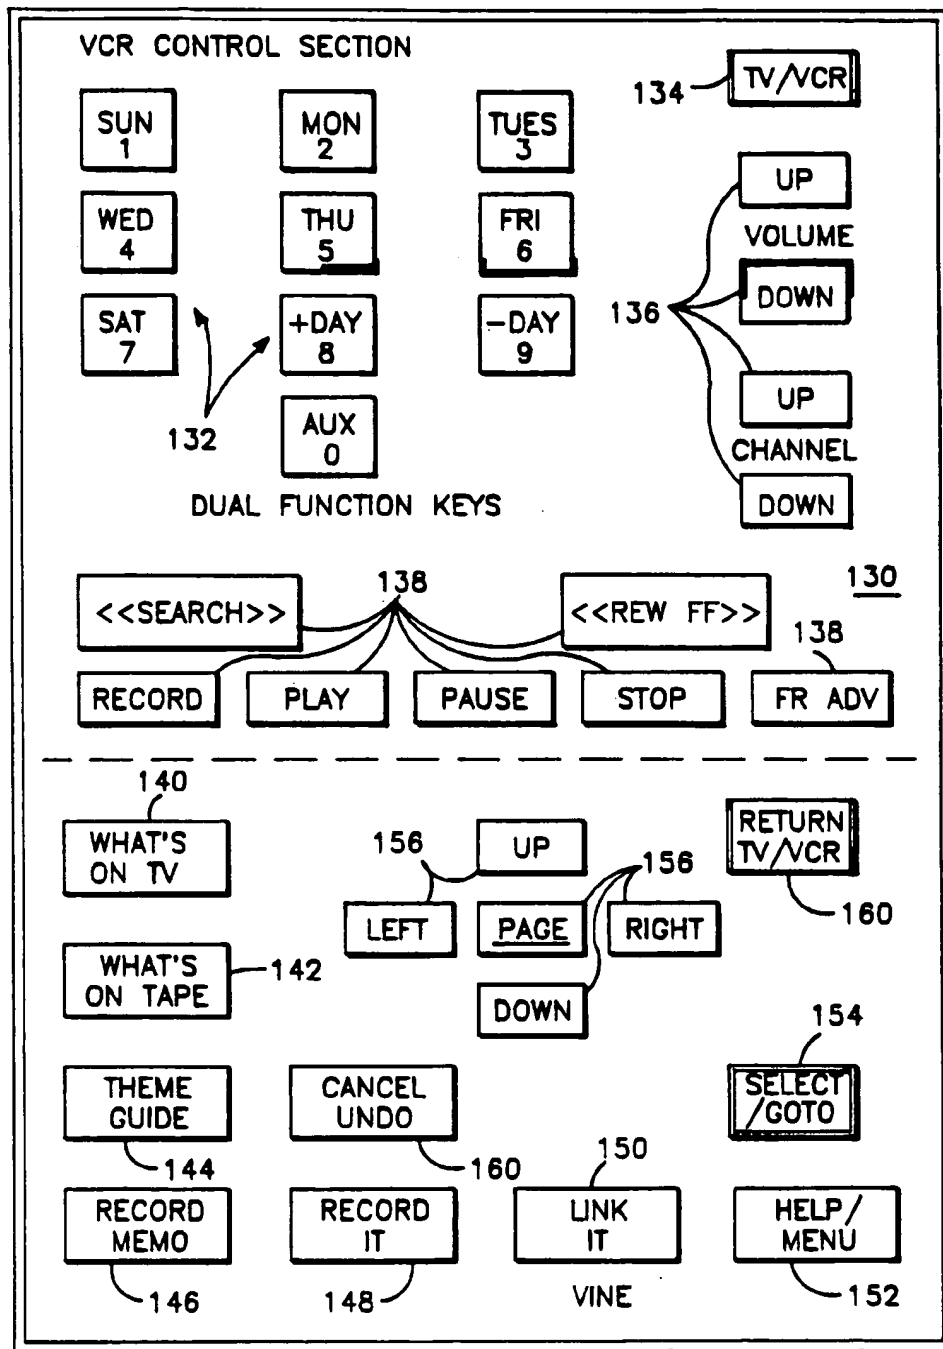 VCR CONTROL SECTION
134
TV/VCR
SUN
1
MON
2
TUES
3
UP
VOLUME
WED
4
THU
5
FRI
6
136
DOWN
SAT
7
+DAY
8
-DAY
9
UP
132
AUX
0
CHANNEL
DOWN
DUAL FUNCTION KEYS
138
130
<<SEARCH>>
<<REW FF>>
138
RECORD
PLAY
PAUSE
STOP
FR ADV
140
WHAT'S
ON TV
156
UP
156
RETURN
TV/VCR
160
LEFT
PAGE
RIGHT
WHAT'S
ON TAPE
142
DOWN
154
THEME
GUIDE
144
CANCEL
UNDO
160
SELECT
/GOTO
150
RECORD
MEMO
146
RECORD
IT
148
LINK
IT
VINE
HELP/
MENU
152